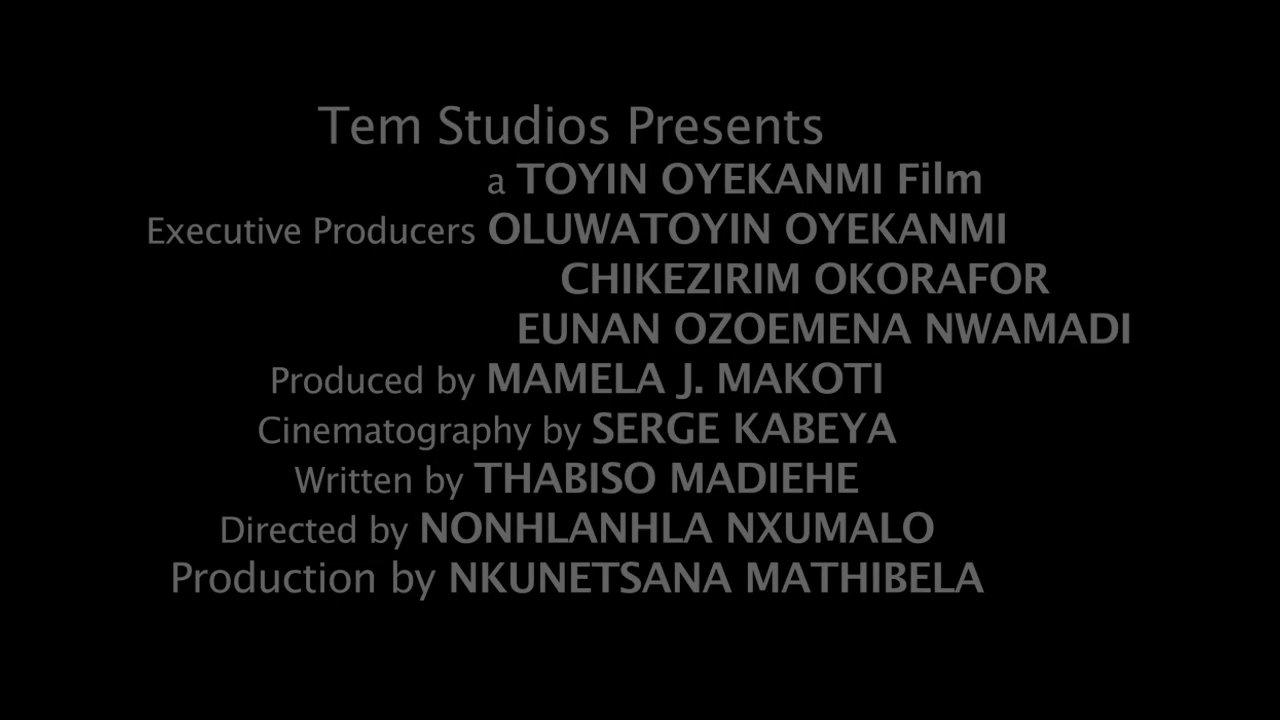 Tem Studios Presents
a TOYIN OYEKANMI Film
Executive Producers OLUWATOYIN OYEKANMI
CHIKEZIRIM OKORAFOR
EUNAN OZOEMENA NWAMADI
Produced by MAMELA J. MAKOTI
Cinematography by SERGE KABEYA
Written by THABISO MADIEHE
Directed by NONHLANHLA NXUMALO
Production by NKUNETSANA MATHIBELA